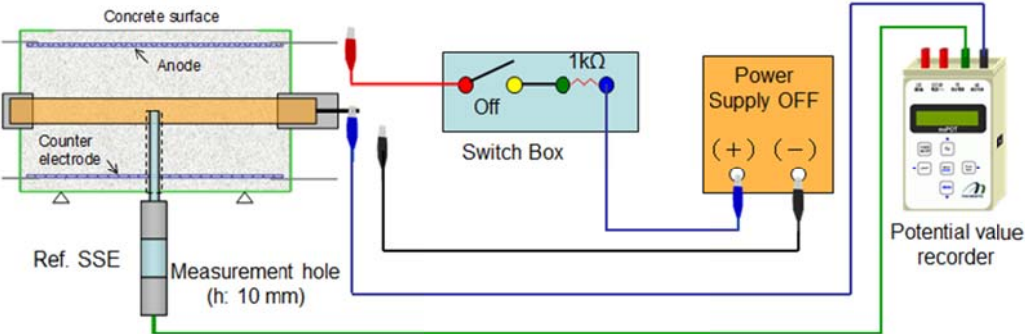 Concrete surface
Anode
Counter
electrode
Ref. SSE
Measurement hole
(h: 10 mm)
1kΩ
Off
Switch Box
Power
Supply OFF
(+) (-)
Potential value
recorder